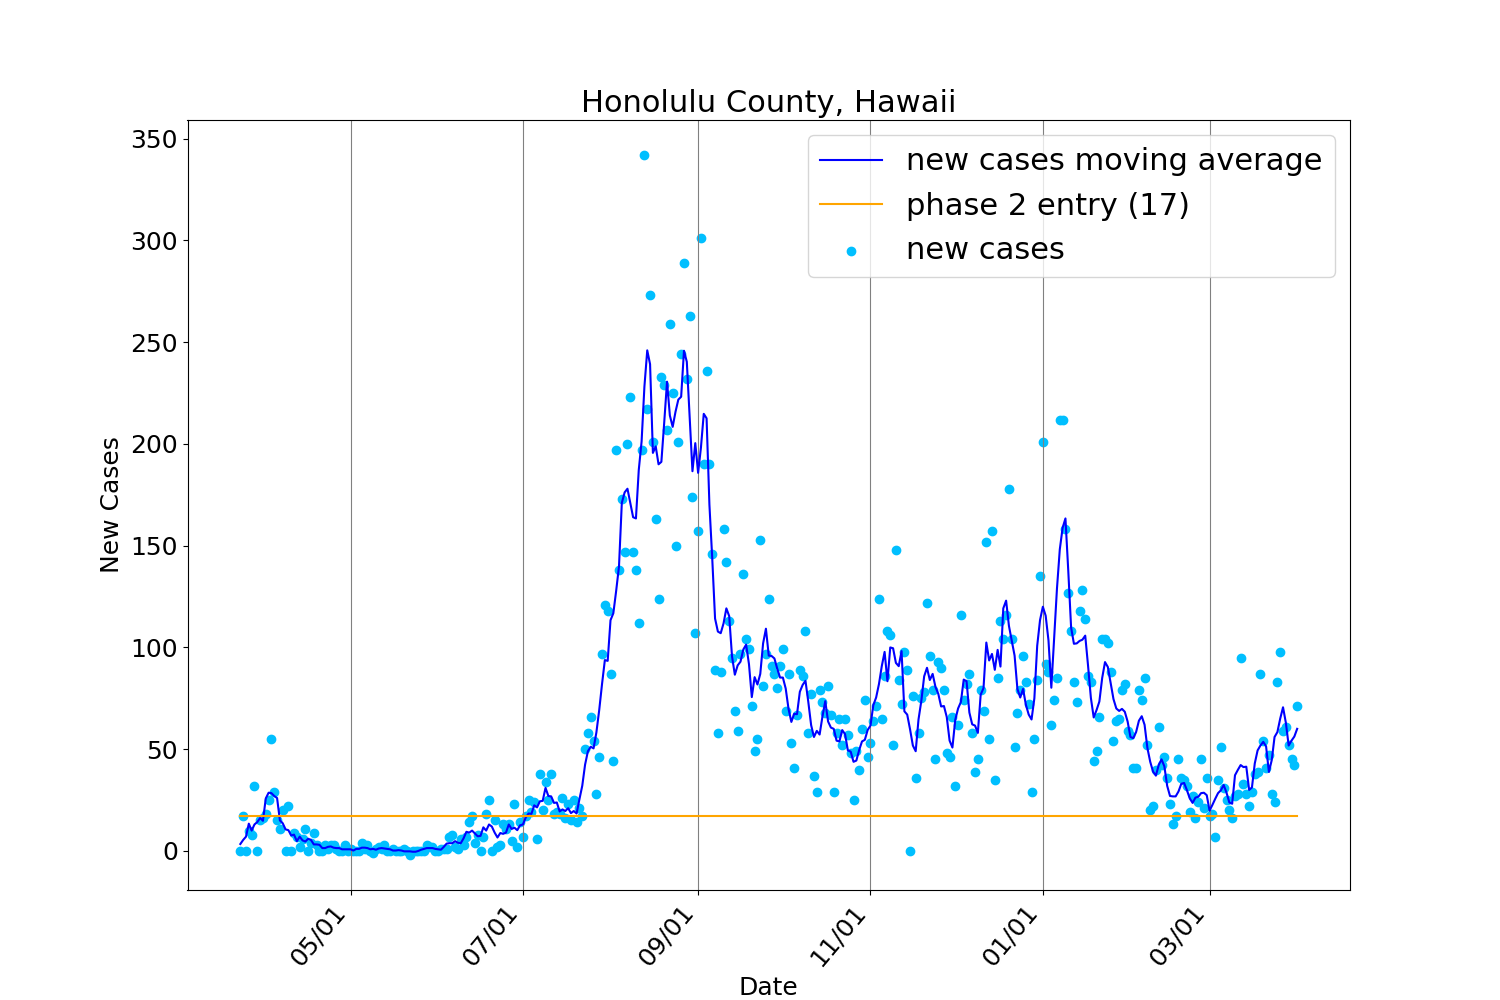 Honolulu County, Hawaii
350
300
250
200
150
100
50
0
New Cases
new cases moving average
phase 2 entry (17)
new cases
05/01
07/01
09/01
11/01
01/01
03/01
Date